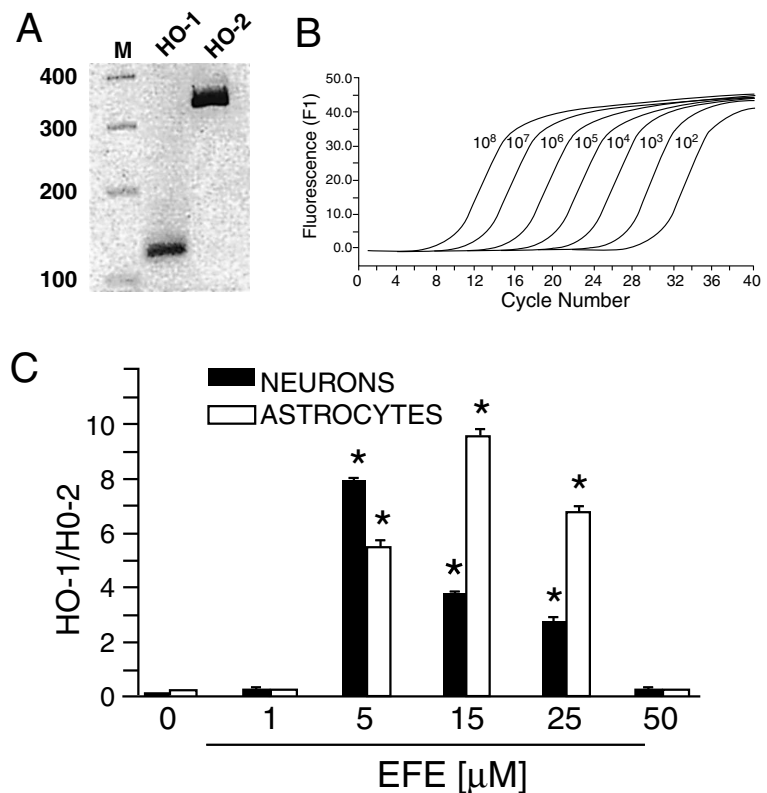 A
M HO-1 HO-2
400
300
200
100
B
Fluorescence (F1)
50.0
40.0
30.0
20.0
10.0
0.0
10⁸ 10⁷ 10⁶ 10⁵ 10⁴ 10³ 10²
0 4 8 12 16 20 24 28 32 36 40
Cycle Number
C
NEURONS
ASTROCYTES
HO-1/H0-2
10
8
6
4
2
0
* * * * * *
0 1 5 15 25 50
EFE [µM]